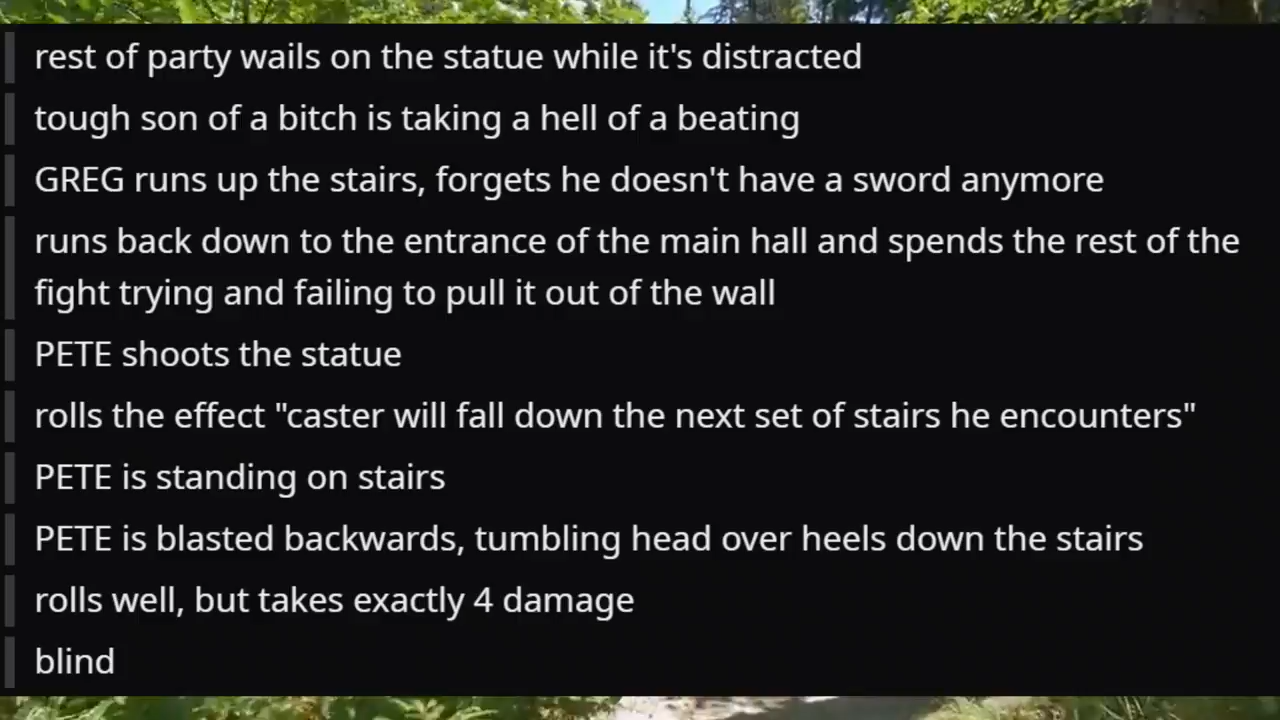 rest of party wails on the statue while it's distracted
tough son of a bitch is taking a hell of a beating
GREG runs up the stairs, forgets he doesn't have a sword anymore
runs back down to the entrance of the main hall and spends the rest of the
fight trying and failing to pull it out of the wall
PETE shoots the statue
rolls the effect "caster will fall down the next set of stairs he encounters"
PETE is standing on stairs
PETE is blasted backwards, tumbling head over heels down the stairs
rolls well, but takes exactly 4 damage
blind